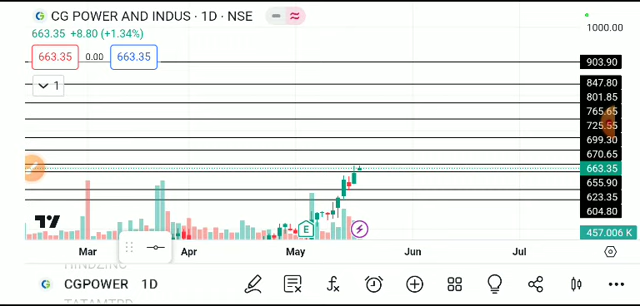 CG POWER AND INDUS · 1D · NSE
663.35 +8.80 (+1.34%)
663.35 0.00 663.35
1
1000.00
903.90
847.80
801.85
765.65
725.55
699.30
670.65
663.35
655.90
623.35
604.80
457.006 K
E
Mar Apr May Jun Jul
CGPOWER 1D